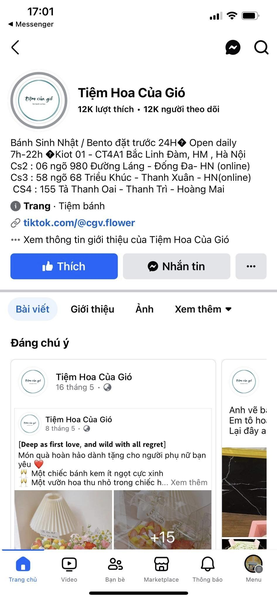 17:01
Messenger
Tiệm Hoa Của Gió
12K lượt thích • 12K người theo dõi
Bánh Sinh Nhật / Bento đặt trước 24H� Open daily
7h-22h �Kiot 01 - CT4A1 Bắc Linh Đàm, HM , Hà Nội
Cs2 : 06 ngõ 980 Đường Láng - Đống Đa- HN (online)
Cs3 : 58 ngõ 68 Triều Khúc - Thanh Xuân - HN(online)
CS4 : 155 Tả Thanh Oai - Thanh Trì - Hoàng Mai
Trang · Tiệm bánh
tiktok.com/@cgv.flower
Xem thông tin giới thiệu của Tiệm Hoa Của Gió
Thích
Nhắn tin
Bài viết
Giới thiệu
Ảnh
Xem thêm
Đáng chú ý
Tiệm Hoa Của Gió
16 tháng 5 ·
Tiệm Hoa Của Gió
8 tháng 5 ·
[Deep as first love, and wild with all regret]
Món quà hoàn hảo dành tặng cho người phụ nữ bạn
yêu ❤️
Một chiếc bánh kem ít ngọt cực xinh
Một vườn hoa thu nhỏ trong chiếc h... Xem thêm
+15
Anh vẽ b
Em tô ho
Lại đây a
Trang chủ
Video
Bạn bè
Marketplace
Thông báo
Menu